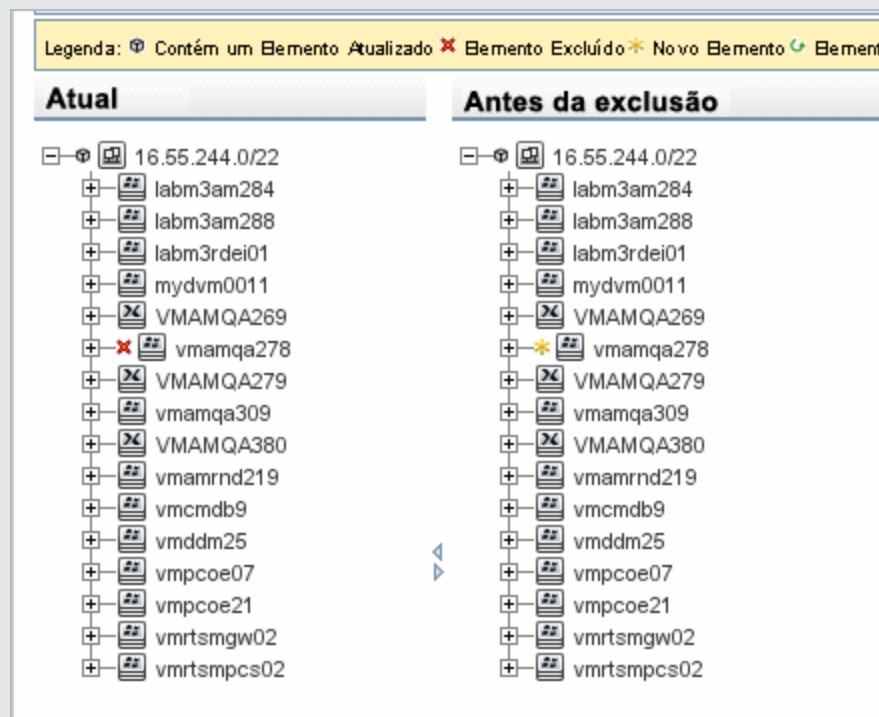 Legenda: Contém um Elemento Atualizado Elemento Excluído Novo Elemento Element
Atual
16.55.244.0/22
labm3am284
labm3am288
labm3rdei01
mydvm0011
VMAMQA269
vmamqa278
VMAMQA279
vmamqa309
VMAMQA380
vmamrnd219
vmcmdb9
vmddm25
vmpcoe07
vmpcoe21
vmrtsmgw02
vmrtsmpcs02
Antes da exclusão
16.55.244.0/22
labm3am284
labm3am288
labm3rdei01
mydvm0011
VMAMQA269
vmamqa278
VMAMQA279
vmamqa309
VMAMQA380
vmamrnd219
vmcmdb9
vmddm25
vmpcoe07
vmpcoe21
vmrtsmgw02
vmrtsmpcs02